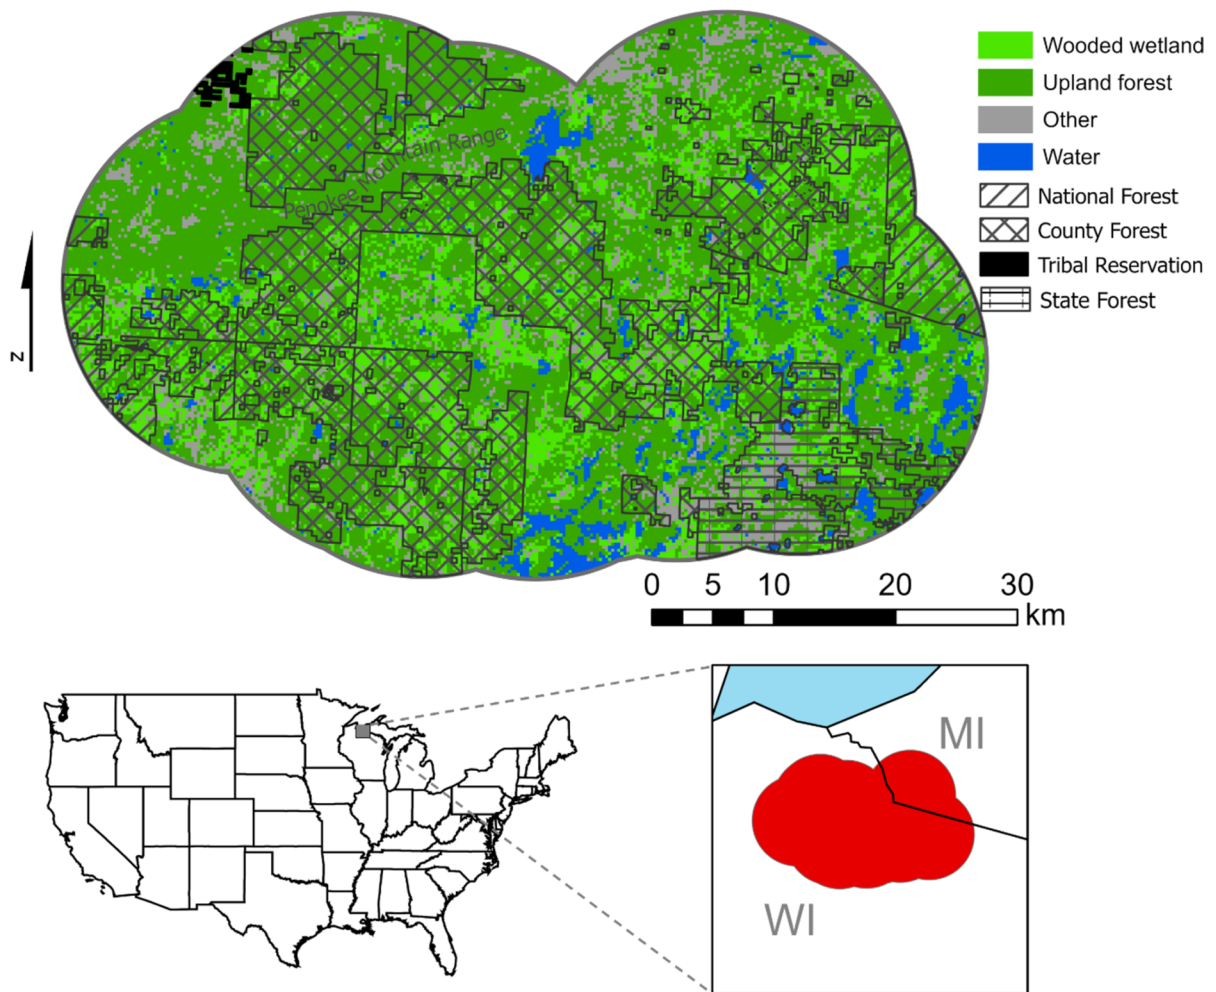 Wooded wetland
Upland forest
Other
Water
National Forest
County Forest
Tribal Reservation
State Forest
Penokee Mountain Range
N
0 5 10 20 30
km
MI
WI